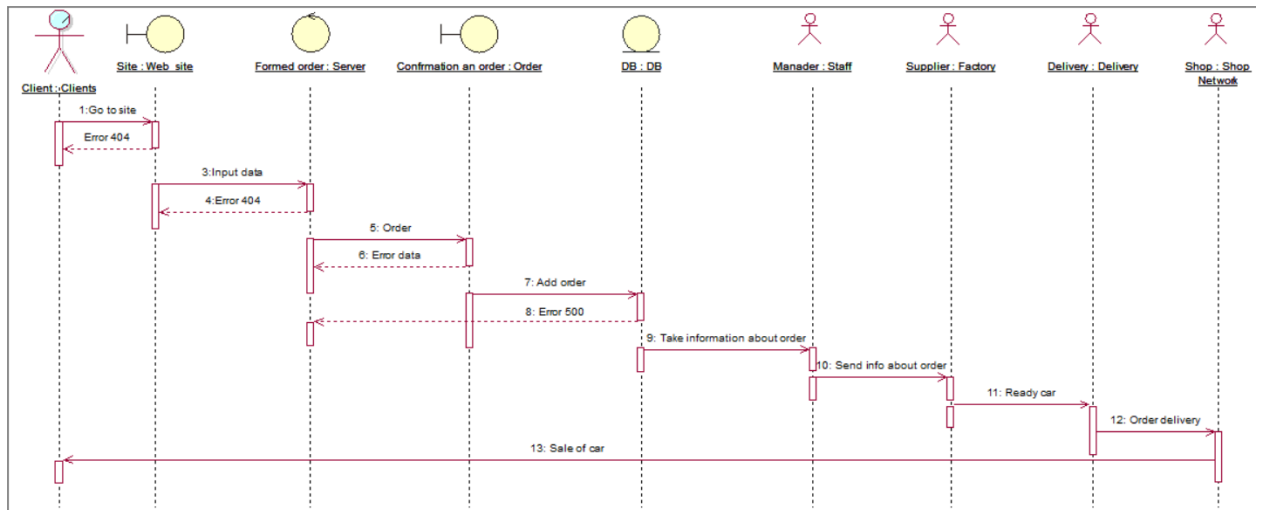 Site : Web site
Formed order : Server
Confrmation an order : Order
DB : DB
Manader : Staff
Supplier : Factory
Delivery : Delivery
Shop : Shop
Network
Client : Clients
1:Go to site
Error 404
3:Input data
4:Error 404
5: Order
6: Error data
7: Add order
8: Error 500
9: Take information about order
10: Send info about order
11: Ready car
12: Order delivery
13: Sale of car